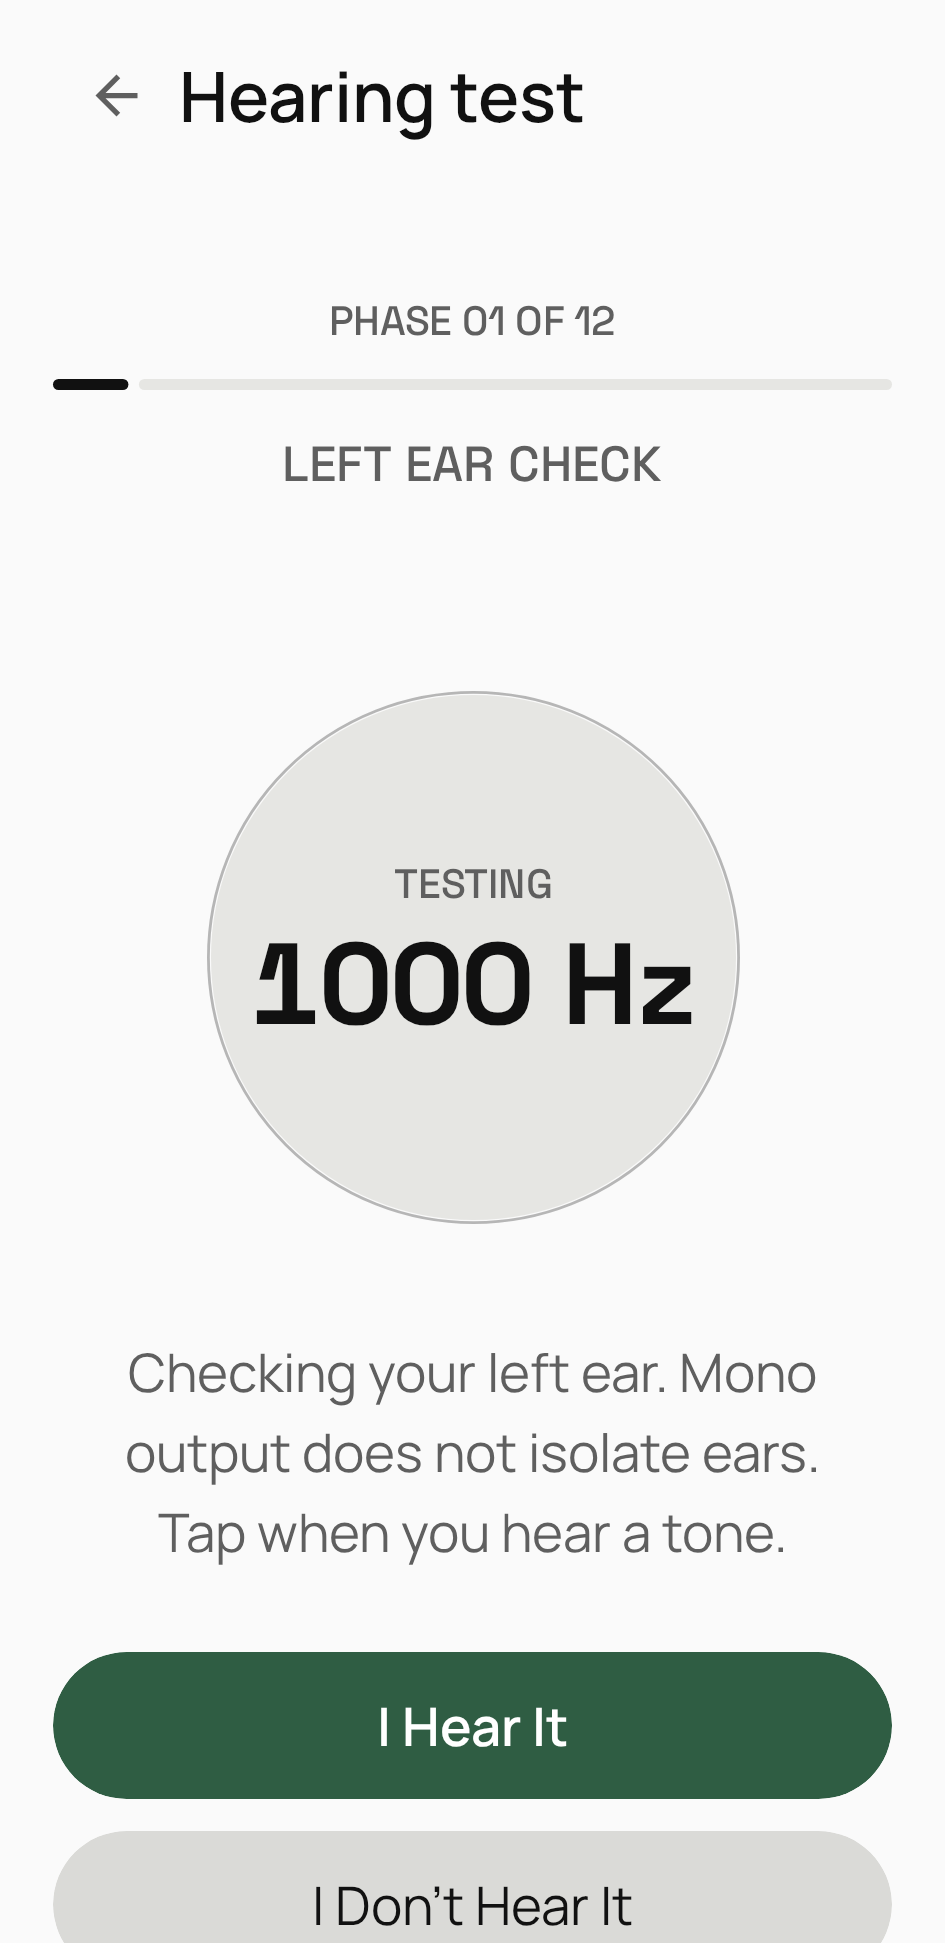 Hearing test
PHASE 01 OF 12
LEFT EAR CHECK
TESTING
1000 Hz
Checking your left ear. Mono
output does not isolate ears.
Tap when you hear a tone.
I Hear It
I Don’t Hear It